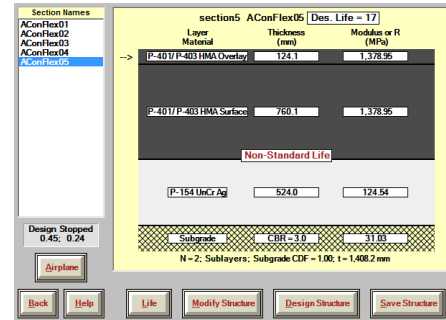 Section Names
AConFlex01
AConFlex02
AConFlex03
AConFlex04
AConFlex05
Design Stopped
0.45; 0.24
Airplane
Back
Help
section5 AConFlex05 Des. Life = 17
Layer Material Thickness (mm) Modulus or R (MPa)
--> P-401/ P-403 HMA Overlay 124.1 1,378.95
P-401/ P-403 HMA Surface 760.1 1,378.95
Non-Standard Life
P-154 UnCr Ag 524.0 124.54
Subgrade CBR = 3.0 31.03
N = 2; Sublayers; Subgrade CDF = 1.00; t = 1,408.2 mm
Life
Modify Structure
Design Structure
Save Structure